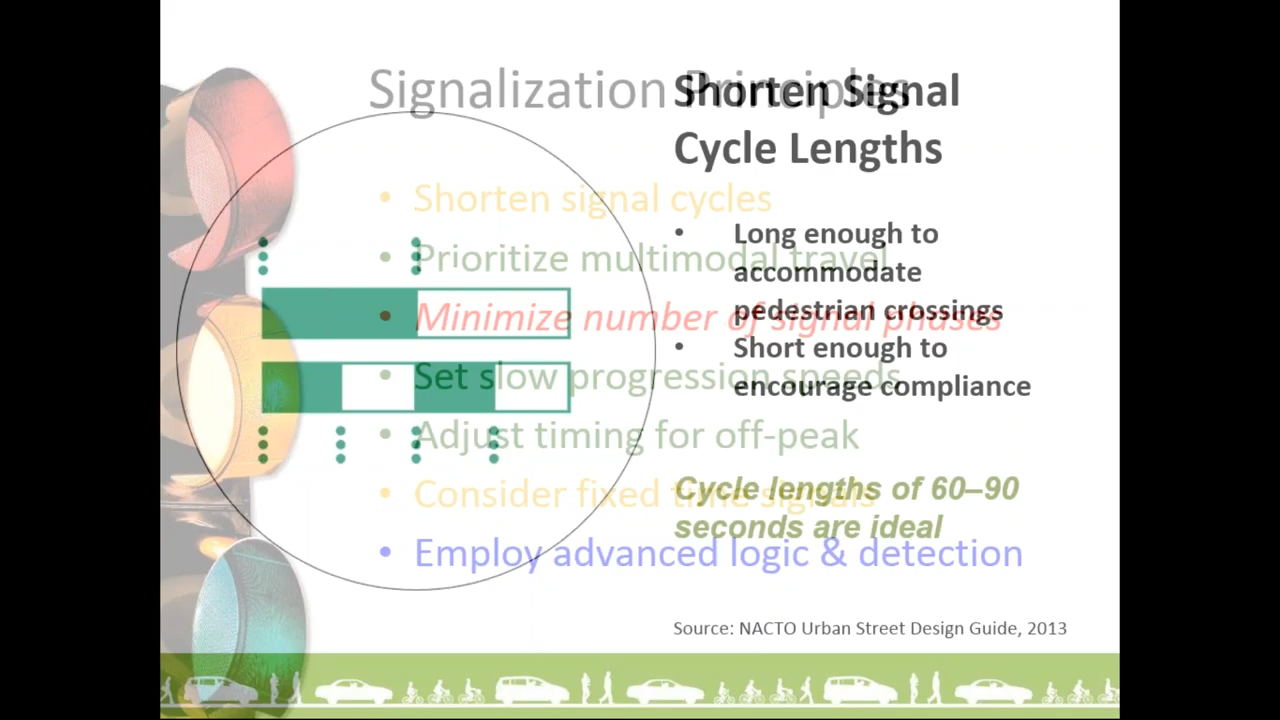 Signalization Principles
• Shorten signal cycles
• Prioritize multimodal travel
• Minimize number of signal phases
• Set slow progression speeds
• Adjust timing for off-peak
• Consider fixed time signals
• Employ advanced logic & detection
Shorten Signal
Cycle Lengths
• Long enough to
accommodate
pedestrian crossings
• Short enough to
encourage compliance
Cycle lengths of 60–90
seconds are ideal
Source: NACTO Urban Street Design Guide, 2013